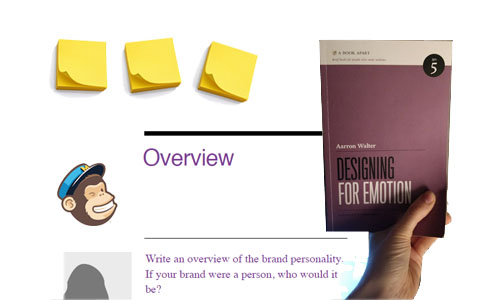 A BOOK APART
5
Overview
Aarron Walter
DESIGNING
FOR EMOTION
Write an overview of the brand personality.
If your brand were a person, who would it
be?